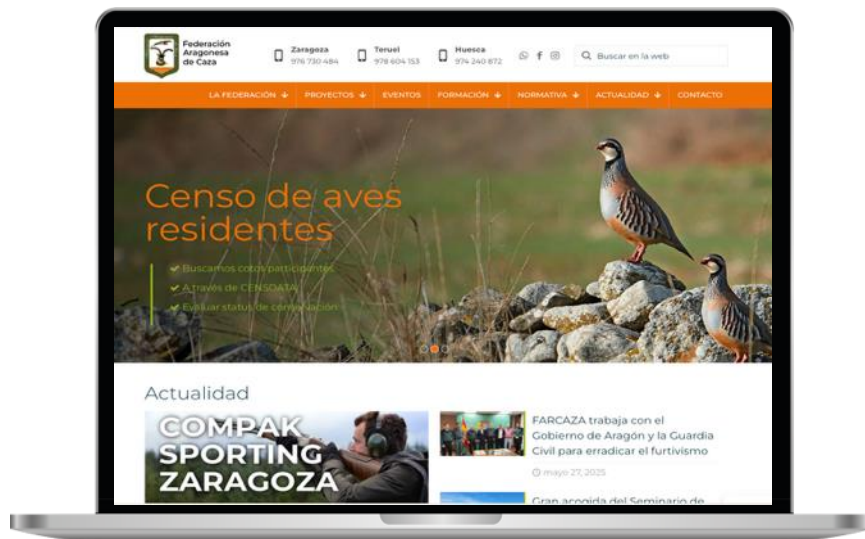 Federación
Aragonesa
de Caza
Zaragoza
976 730 484
Teruel
978 604 153
Huesca
974 240 872
Buscar en la web
LA FEDERACIÓN
PROYECTOS
EVENTOS
FORMACIÓN
NORMATIVA
ACTUALIDAD
CONTACTO
Censo de aves
residentes
Buscamos cotos participantes
A través de CENSDATA
Evaluar status de conservación
Actualidad
COMPAK
SPORTING
ZARAGOZA
FARCAZA trabaja con el
Gobierno de Aragón y la Guardia
Civil para erradicar el furtivismo
mayo 27, 2025
Gran acogida del Seminario de